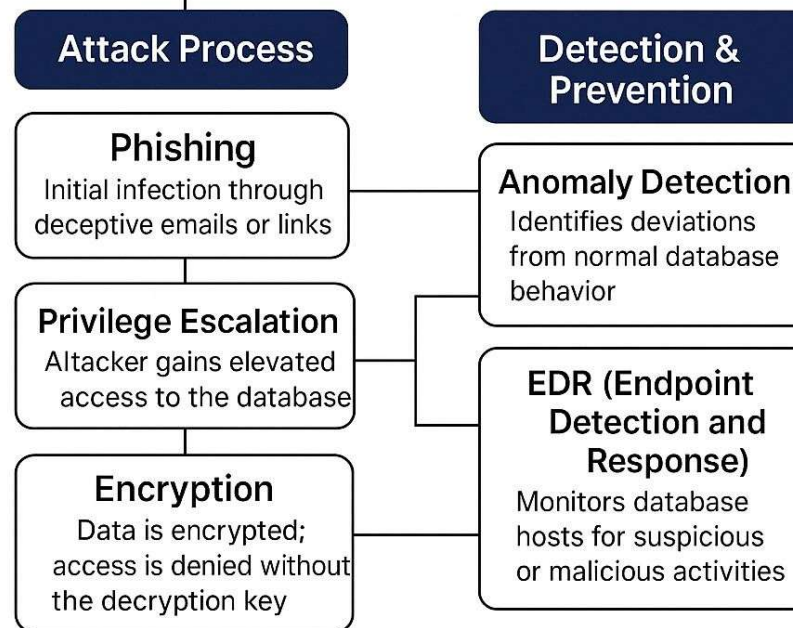 Attack Process
Phishing
Initial infection through
deceptive emails or links
Privilege Escalation
AItacker gains elevated
access to the database
Encryption
Data is encrypted;
access is denied without
the decryption key
Detection &
Prevention
Anomaly Detection
Identifies deviations
from normal database
behavior
EDR (Endpoint
Detection and
Response)
Monitors database
hosts for suspicious
or malicious activities